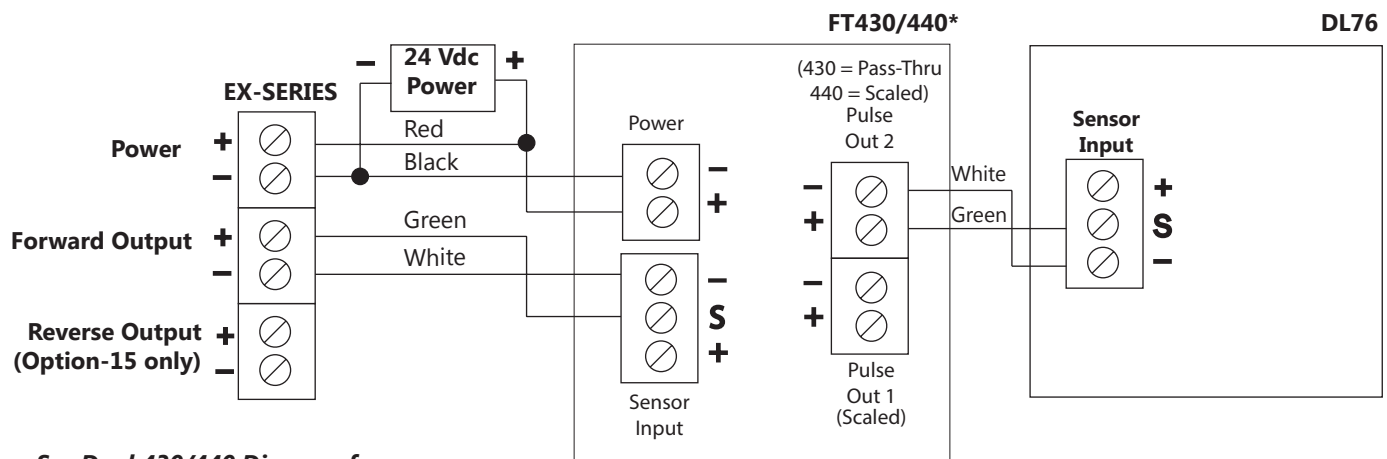 FT430/440*
DL76
− 24 Vdc +
Power
(430 = Pass-Thru
440 = Scaled)
Pulse
Out 2
EX-SERIES
Power
+
−
Red
Black
Power
−
+
Sensor
Input
+
S
−
−
+
White
Green
Forward Output
+
−
Green
White
−
S
+
−
+
Reverse Output
(Option-15 only)
+
−
Sensor
Input
Pulse
Out 1
(Scaled)